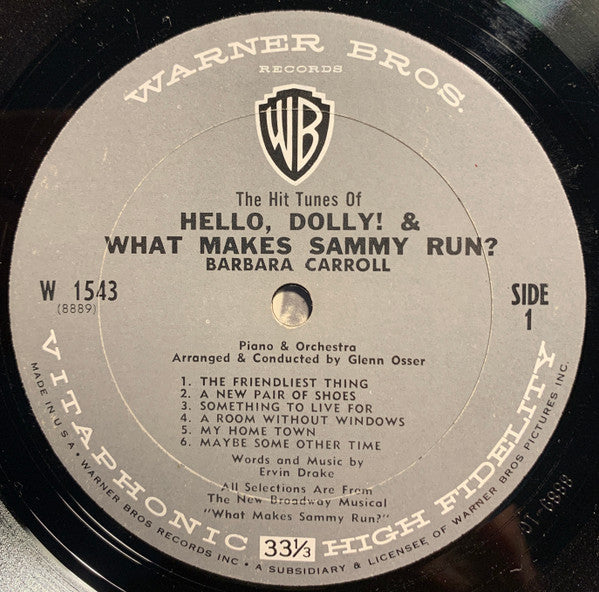 WARNER BROS.
RECORDS
WB
The Hit Tunes Of
HELLO, DOLLY! &
WHAT MAKES SAMMY RUN?
BARBARA CARROLL
W 1543
(8889)
SIDE
1
Piano & Orchestra
Arranged & Conducted by Glenn Osser
1. THE FRIENDLIEST THING
2. A NEW PAIR OF SHOES
3. SOMETHING TO LIVE FOR
4. A ROOM WITHOUT WINDOWS
5. MY HOME TOWN
6. MAYBE SOME OTHER TIME
Words and Music by
Ervin Drake
All Selections Are From
The New Broadway Musical
"What Makes Sammy Run?"
VITAPHONIC HIGH FIDELITY
33⅓
MADE IN U.S.A. • WARNER BROS RECORDS INC • A SUBSIDIARY & LICENSEE OF WARNER BROS PICTURES INC.